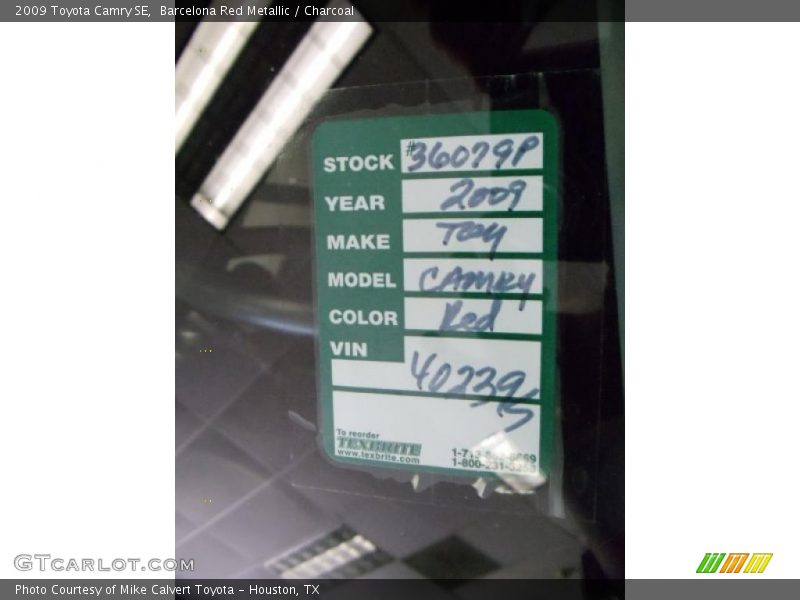 2009 Toyota Camry SE, Barcelona Red Metallic / Charcoal
STOCK #36079P
YEAR 2009
MAKE Toy
MODEL CAMRY
COLOR Red
VIN
402395
To reorder
TEXBRITE
www.texbrite.com
GTCARLOT.COM
Photo Courtesy of Mike Calvert Toyota - Houston, TX